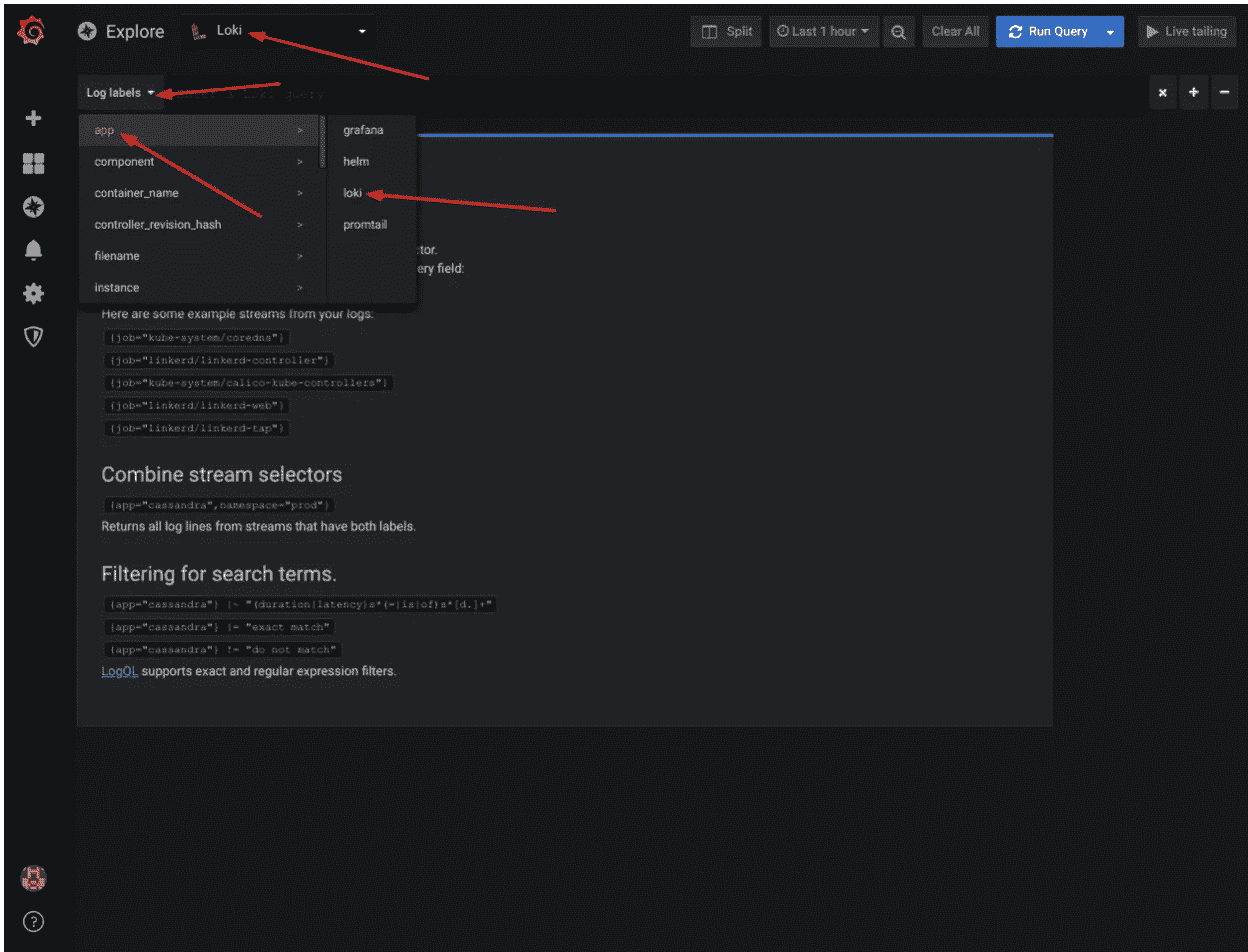 Explore
Loki
Split
Last 1 hour
Clear All
Run Query
Live tailing
Log labels
query
app >
component >
container_name >
controller_revision_hash >
filename >
instance >
grafana
helm
loki
promtail
tor.
ery field:
Here are some example streams from your logs:
{job="kube-system/coredns"}
{job="linkerd/linkerd-controller"}
{job="kube-system/calico-kube-controllers"}
{job="linkerd/linkerd-web"}
{job="linkerd/linkerd-tap"}
Combine stream selectors
{app="cassandra",namespace="prod"}
Returns all log lines from streams that have both labels.
Filtering for search terms.
{app="cassandra"} |~ "(duration|latency)s*(=|is|of)s*[d.]+"
{app="cassandra"} |= "exact match"
{app="cassandra"} != "do not match"
LogQL supports exact and regular expression filters.